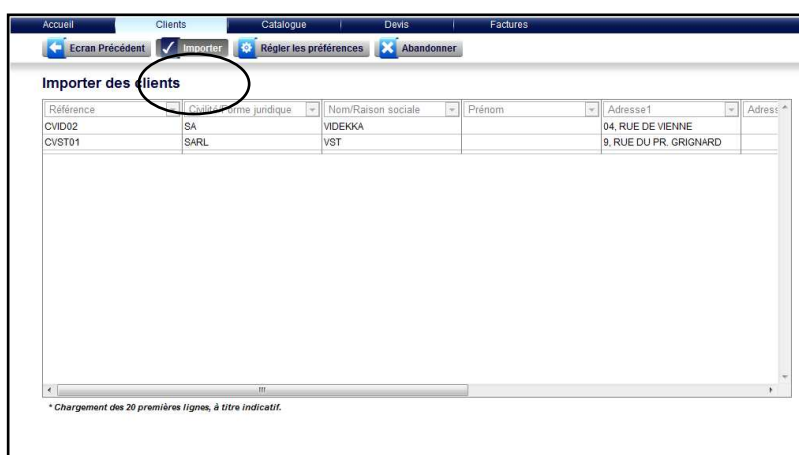 Accueil Clients Catalogue Devis Factures
Ecran Précédent Importer Régler les préférences Abandonner
Importer des clients
Référence Civilité/Forme juridique Nom/Raison sociale Prénom Adresse1 Adress
CVID02 SA VIDEKKA 04, RUE DE VIENNE
CVST01 SARL VST 9, RUE DU PR. GRIGNARD
* Chargement des 20 premières lignes, à titre indicatif.